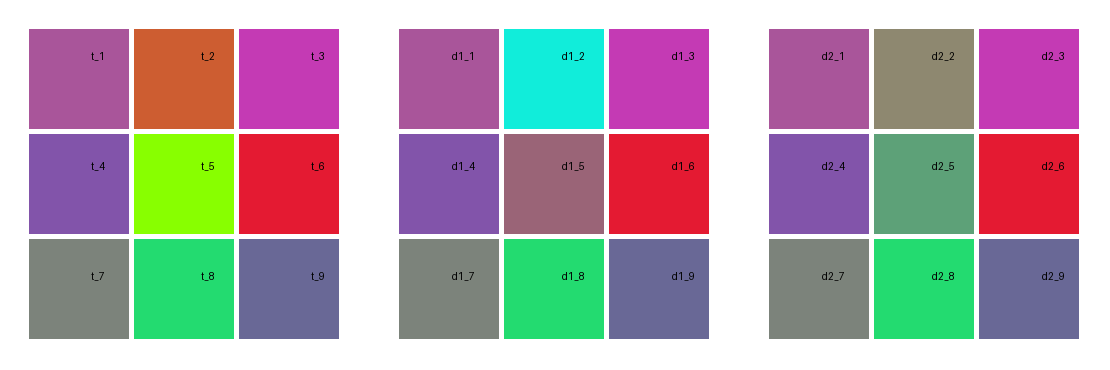 t_1 t_2 t_3 d1_1 d1_2 d1_3 d2_1 d2_2 d2_3
t_4 t_5 t_6 d1_4 d1_5 d1_6 d2_4 d2_5 d2_6
t_7 t_8 t_9 d1_7 d1_8 d1_9 d2_7 d2_8 d2_9